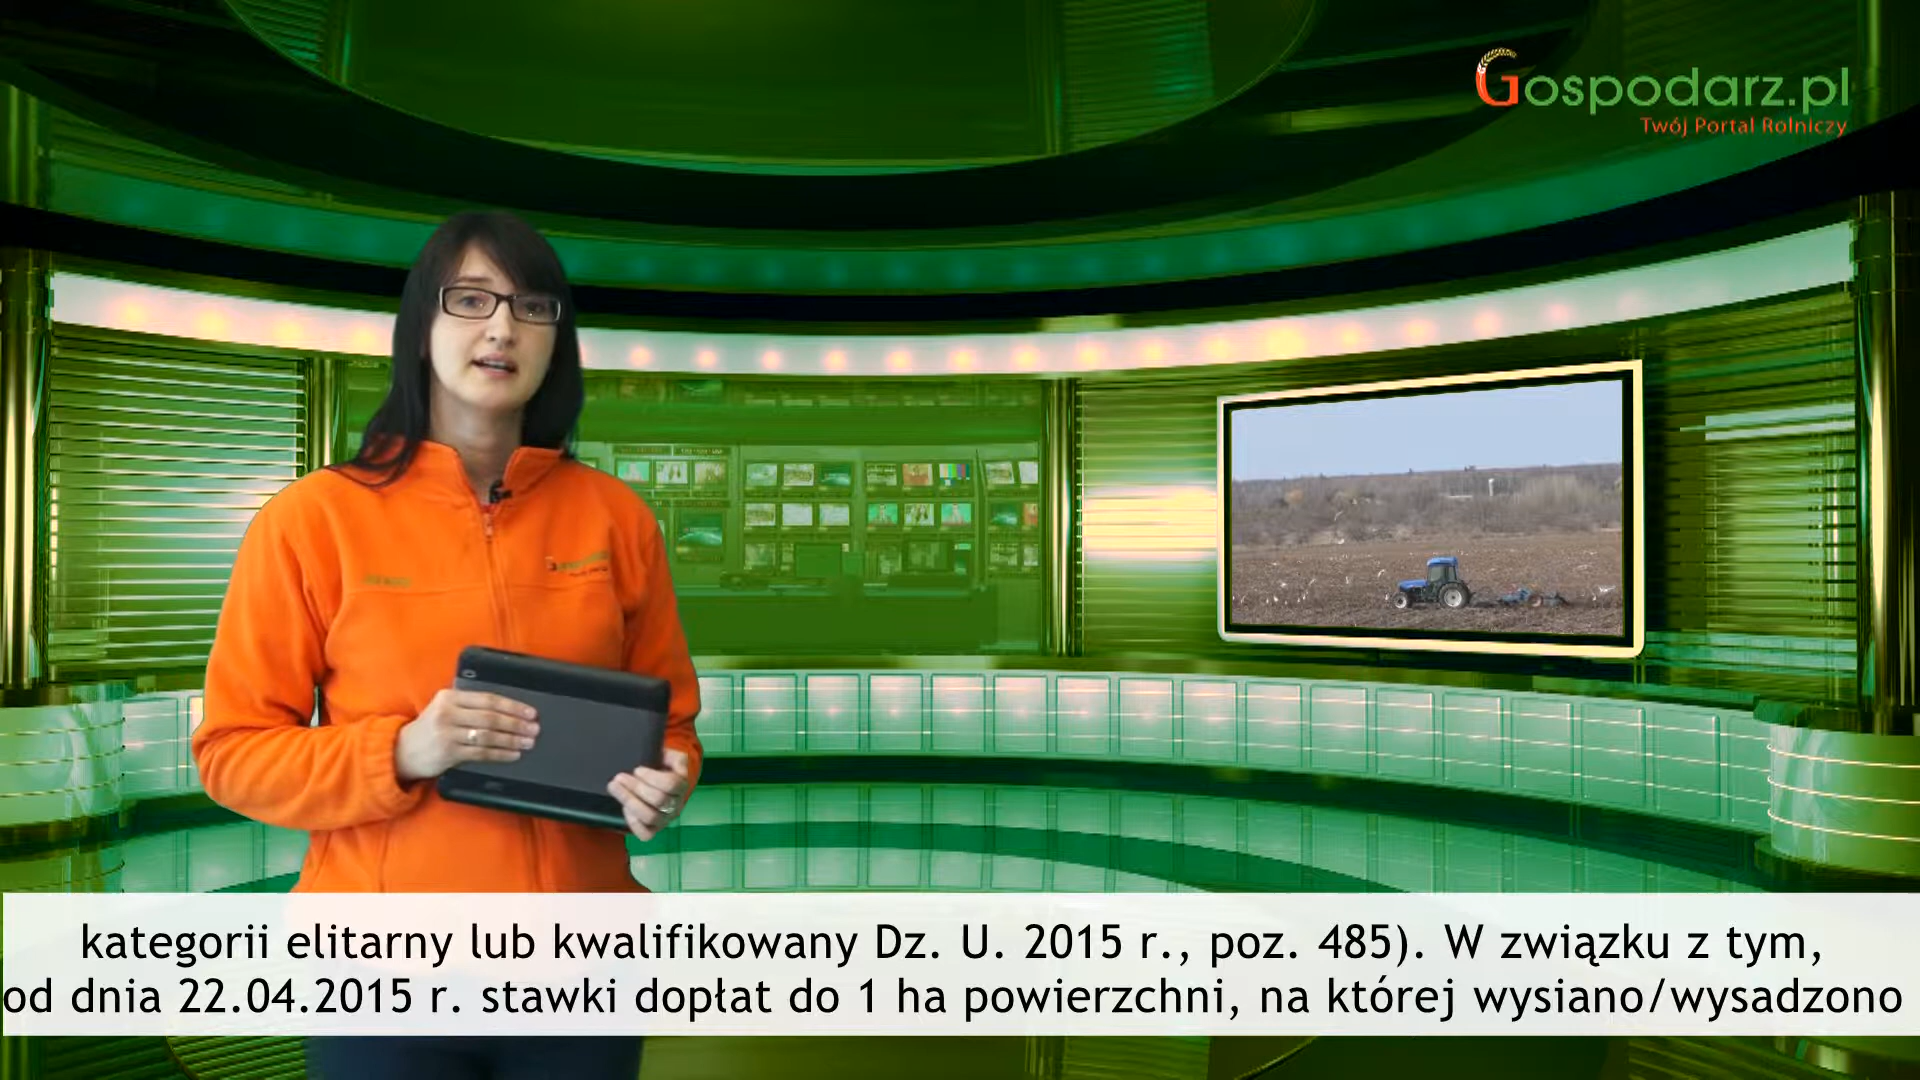 Gospodarz.pl
Twój Portal Rolniczy
kategorii elitarny lub kwalifikowany Dz. U. 2015 r., poz. 485). W związku z tym,
od dnia 22.04.2015 r. stawki dopłat do 1 ha powierzchni, na której wysiano/wysadzono